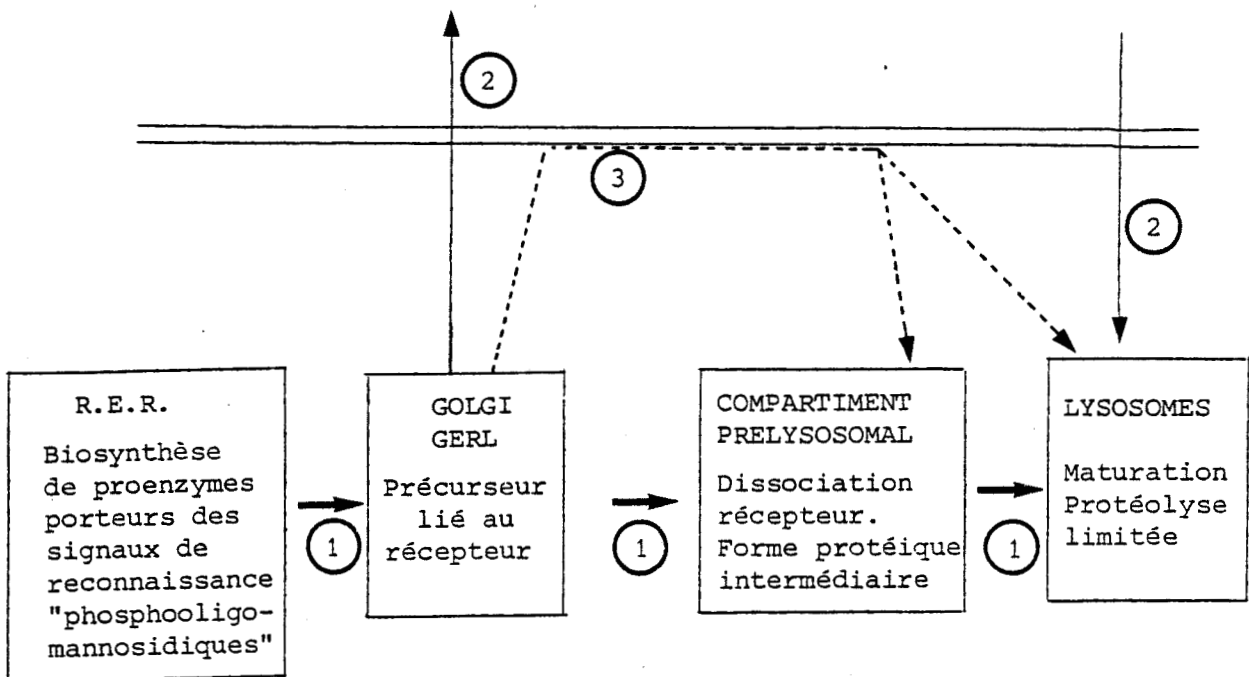 2
3
2
R.E.R.
Biosynthèse
de proenzymes
porteurs des
signaux de
reconnaissance
"phosphooligo-
mannosidiques"
1
GOLGI
GERL
Précurseur
lié au
récepteur
1
COMPARTIMENT
PRELYSOSOMAL
Dissociation
récepteur.
Forme protéique
intermédiaire
1
LYSOSOMES
Maturation
Protéolyse
limitée